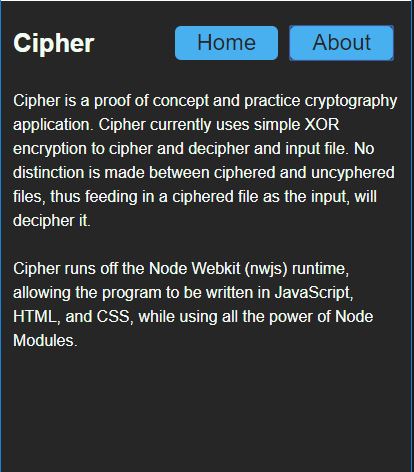 Cipher Home About
Cipher is a proof of concept and practice cryptography
application. Cipher currently uses simple XOR
encryption to cipher and decipher and input file. No
distinction is made between ciphered and uncyphered
files, thus feeding in a ciphered file as the input, will
decipher it.
Cipher runs off the Node Webkit (nwjs) runtime,
allowing the program to be written in JavaScript,
HTML, and CSS, while using all the power of Node
Modules.